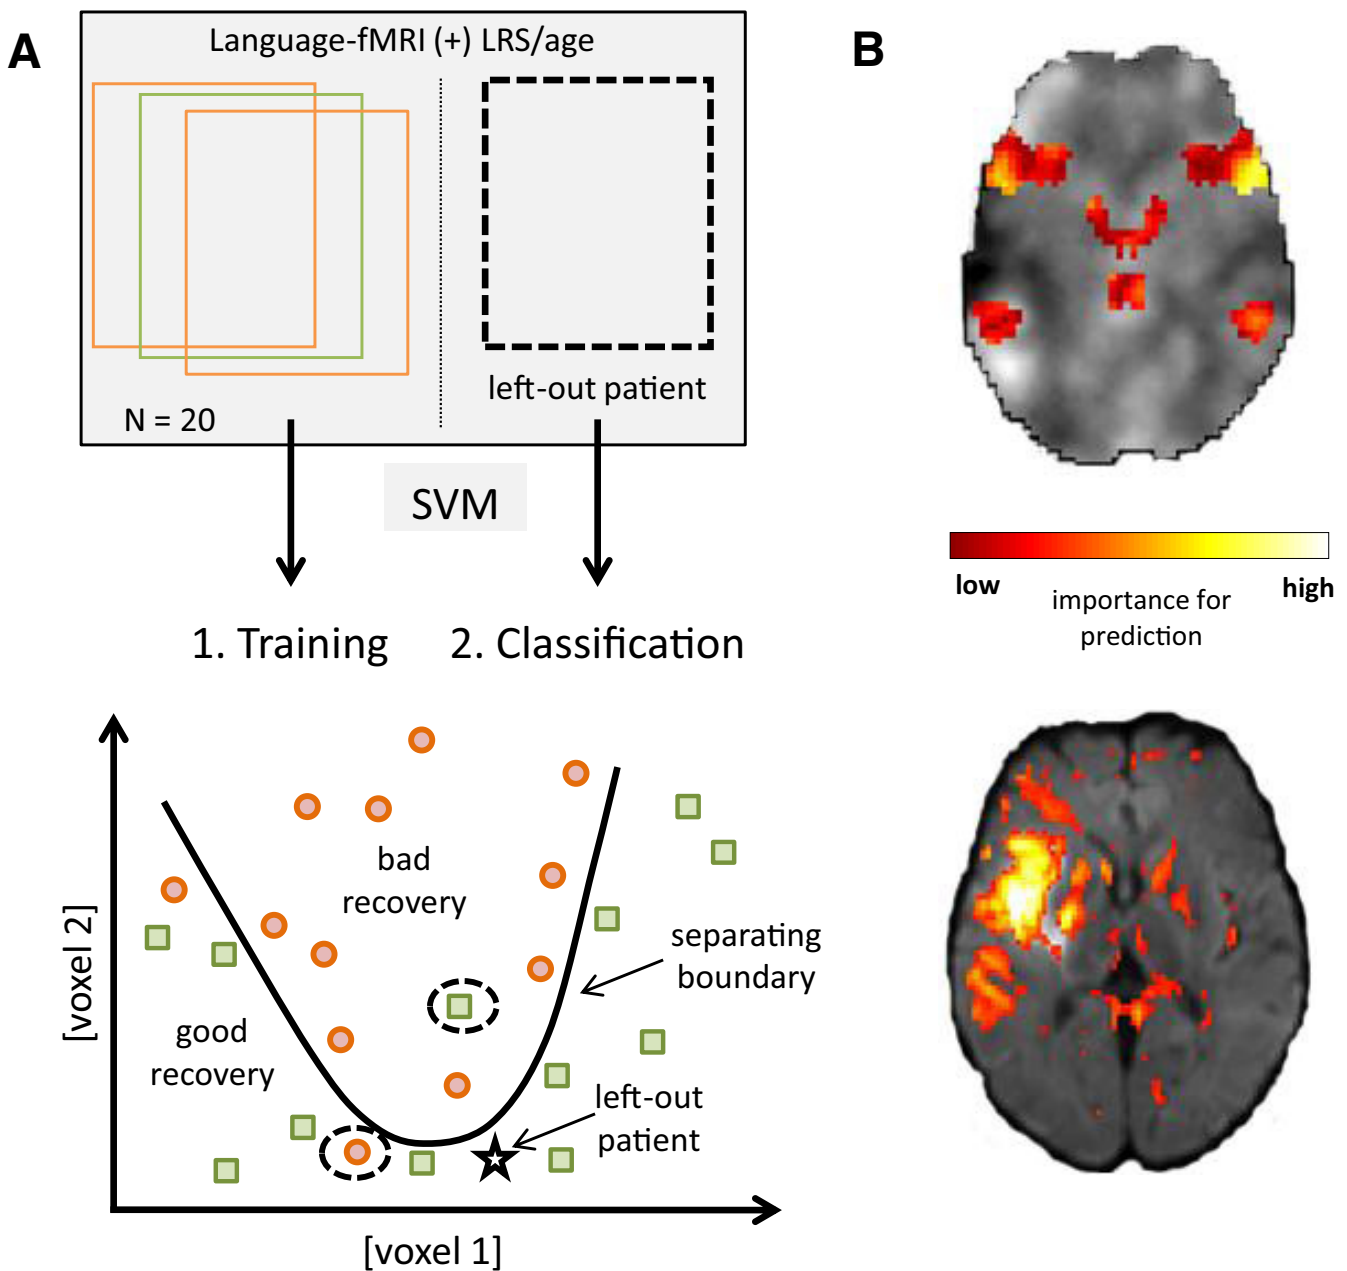 A
Language-fMRI (+) LRS/age
left-out patient
N = 20
SVM
1. Training
2. Classification
bad
recovery
separating
boundary
good
recovery
left-out
patient
[voxel 2]
[voxel 1]
B
low
high
importance for
prediction